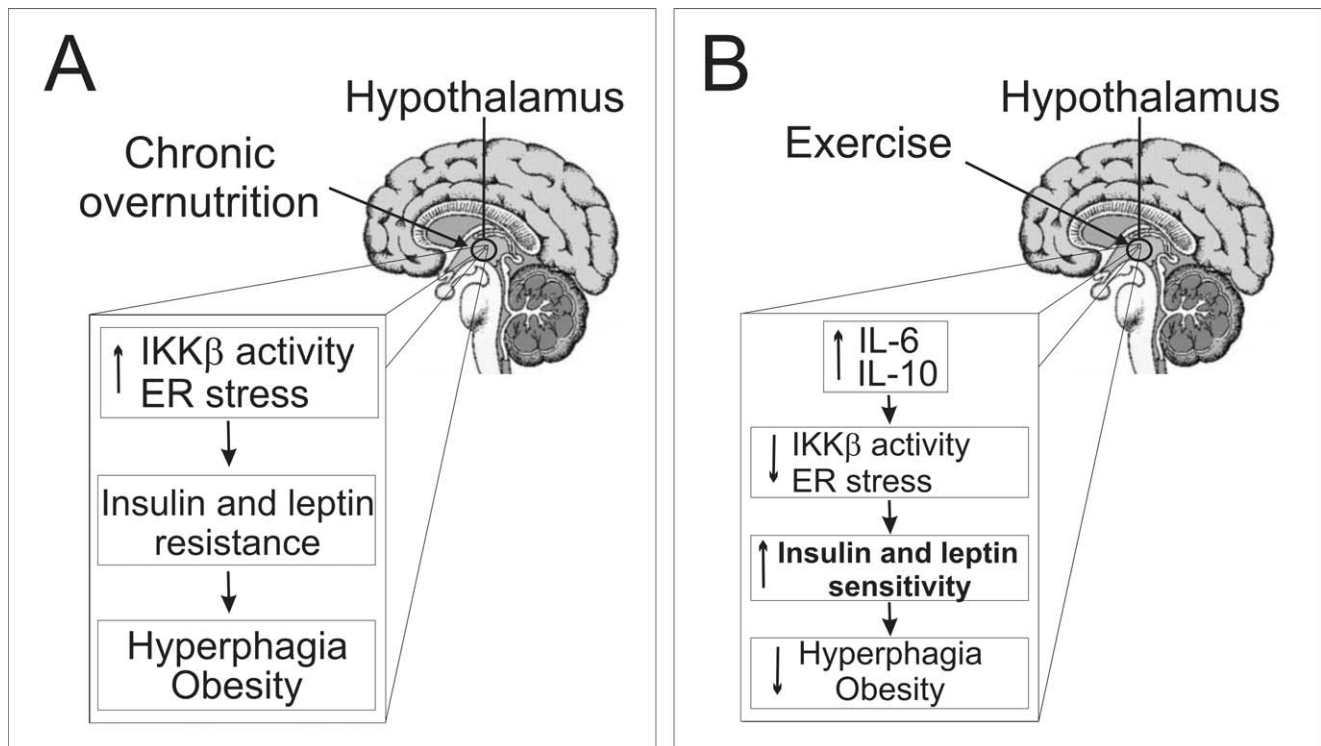 A
Hypothalamus
Chronic
overnutrition
↑ IKKβ activity
ER stress
Insulin and leptin
resistance
Hyperphagia
Obesity
B
Hypothalamus
Exercise
↑ IL-6
IL-10
↓ IKKβ activity
ER stress
↑ Insulin and leptin
sensitivity
↓ Hyperphagia
Obesity